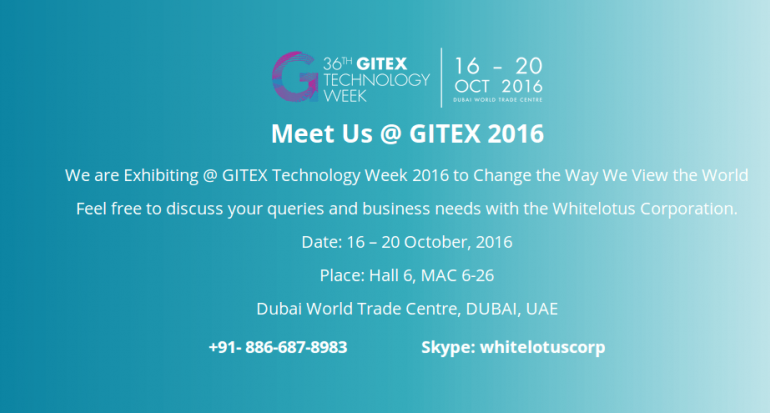 36TH GITEX
TECHNOLOGY
WEEK
16 – 20
OCT 2016
DUBAI WORLD TRADE CENTRE
Meet Us @ GITEX 2016
We are Exhibiting @ GITEX Technology Week 2016 to Change the Way We View the World
Feel free to discuss your queries and business needs with the Whitelotus Corporation.
Date: 16 – 20 October, 2016
Place: Hall 6, MAC 6-26
Dubai World Trade Centre, DUBAI, UAE
+91- 886-687-8983 Skype: whitelotuscorp